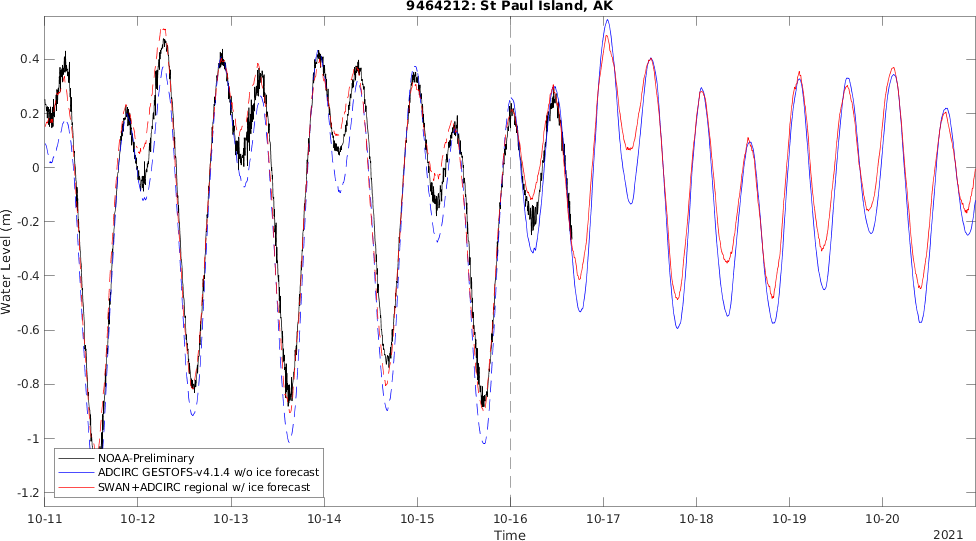 9464212: St Paul Island, AK
0.4
0.2
0
-0.2
-0.4
-0.6
-0.8
-1
-1.2
Water Level (m)
NOAA-Preliminary
ADCIRC GESTOFS-v4.1.4 w/o ice forecast
SWAN+ADCIRC regional w/ ice forecast
10-11 10-12 10-13 10-14 10-15 10-16 10-17 10-18 10-19 10-20
Time
2021